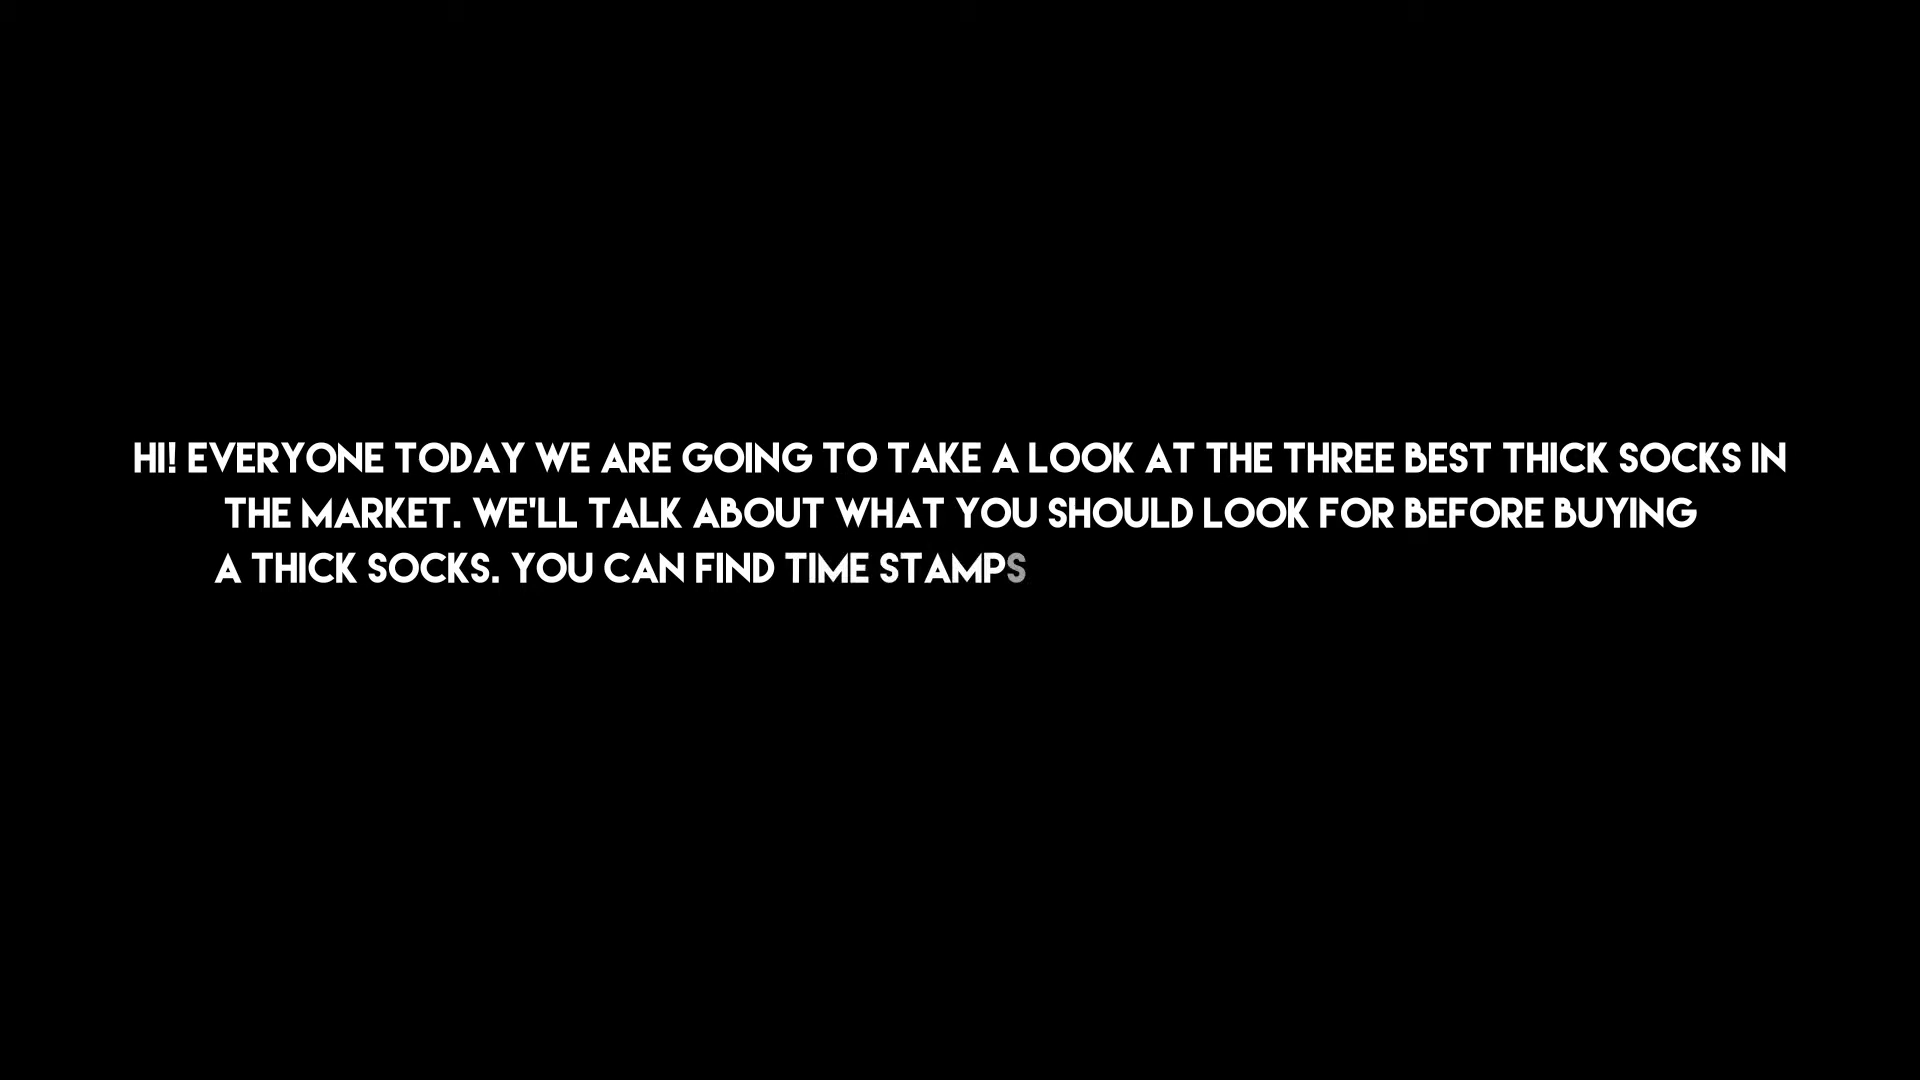 HI! EVERYONE TODAY WE ARE GOING TO TAKE A LOOK AT THE THREE BEST THICK SOCKS IN
THE MARKET. WE'LL TALK ABOUT WHAT YOU SHOULD LOOK FOR BEFORE BUYING
A THICK SOCKS. YOU CAN FIND TIME STAMPS